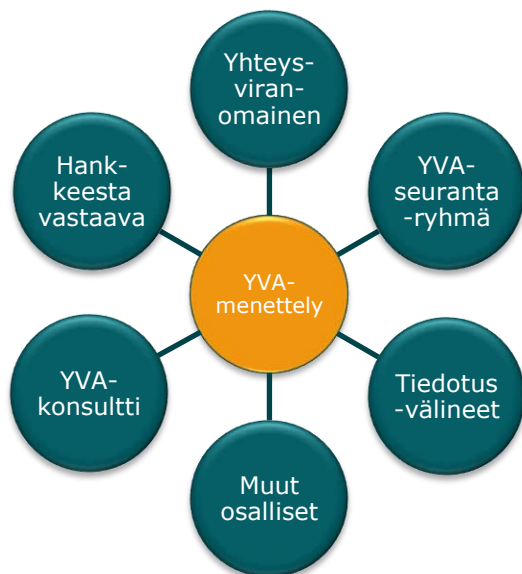 Yhteys-
viran-
omainen
Hank-
keesta
vastaava
YVA-
seuranta
-ryhmä
YVA-
menettely
YVA-
konsultti
Tiedotus
-välineet
Muut
osalliset